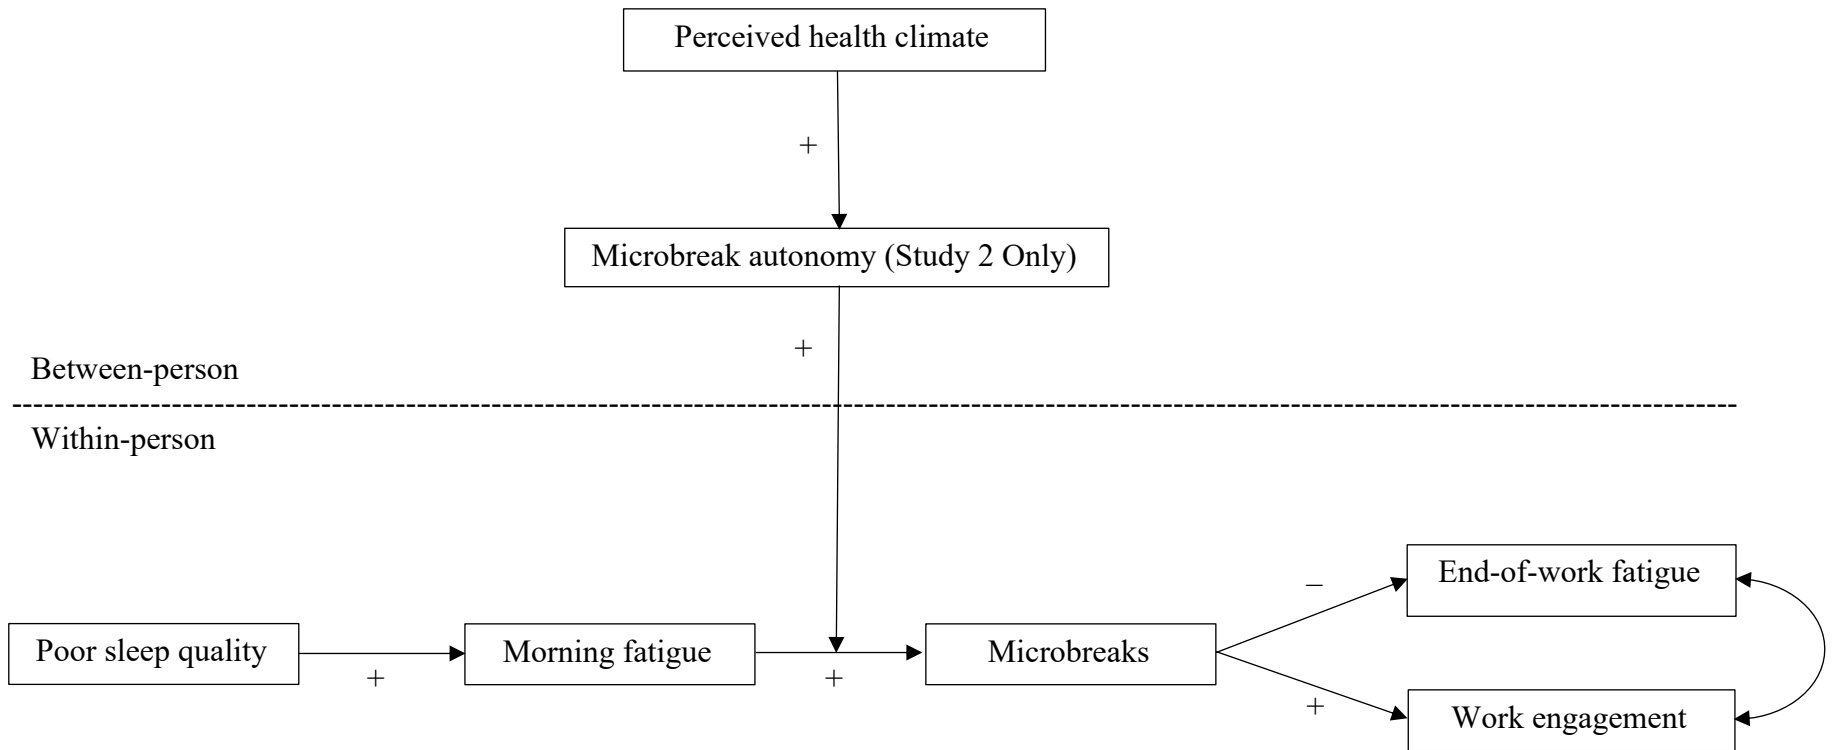 Perceived health climate
+
Microbreak autonomy (Study 2 Only)
+
Between-person
Within-person
Poor sleep quality
+
Morning fatigue
+
Microbreaks
–
End-of-work fatigue
+
Work engagement